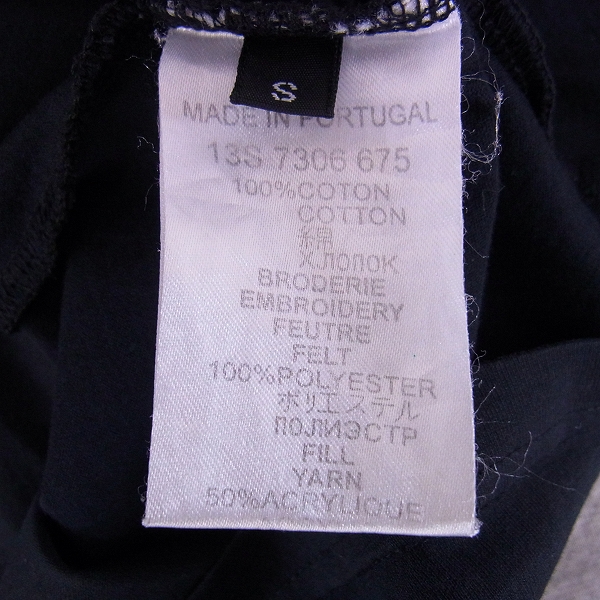 S
MADE IN PORTUGAL
13S 7306 675
100%COTON
COTTON
綿
ХЛОПОК
BRODERIE
EMBROIDERY
FEUTRE
FELT
100%POLYESTER
ポリエステル
ПОЛИЭСТР
FILL
YARN
50%ACRYLIQUE